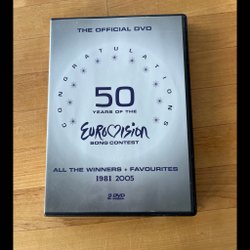 THE OFFICIAL DVD
CONGRATULATIONS
50
YEARS OF THE
EUROVISION
SONG CONTEST
ALL THE WINNERS + FAVOURITES
1981 2005
2 DVD